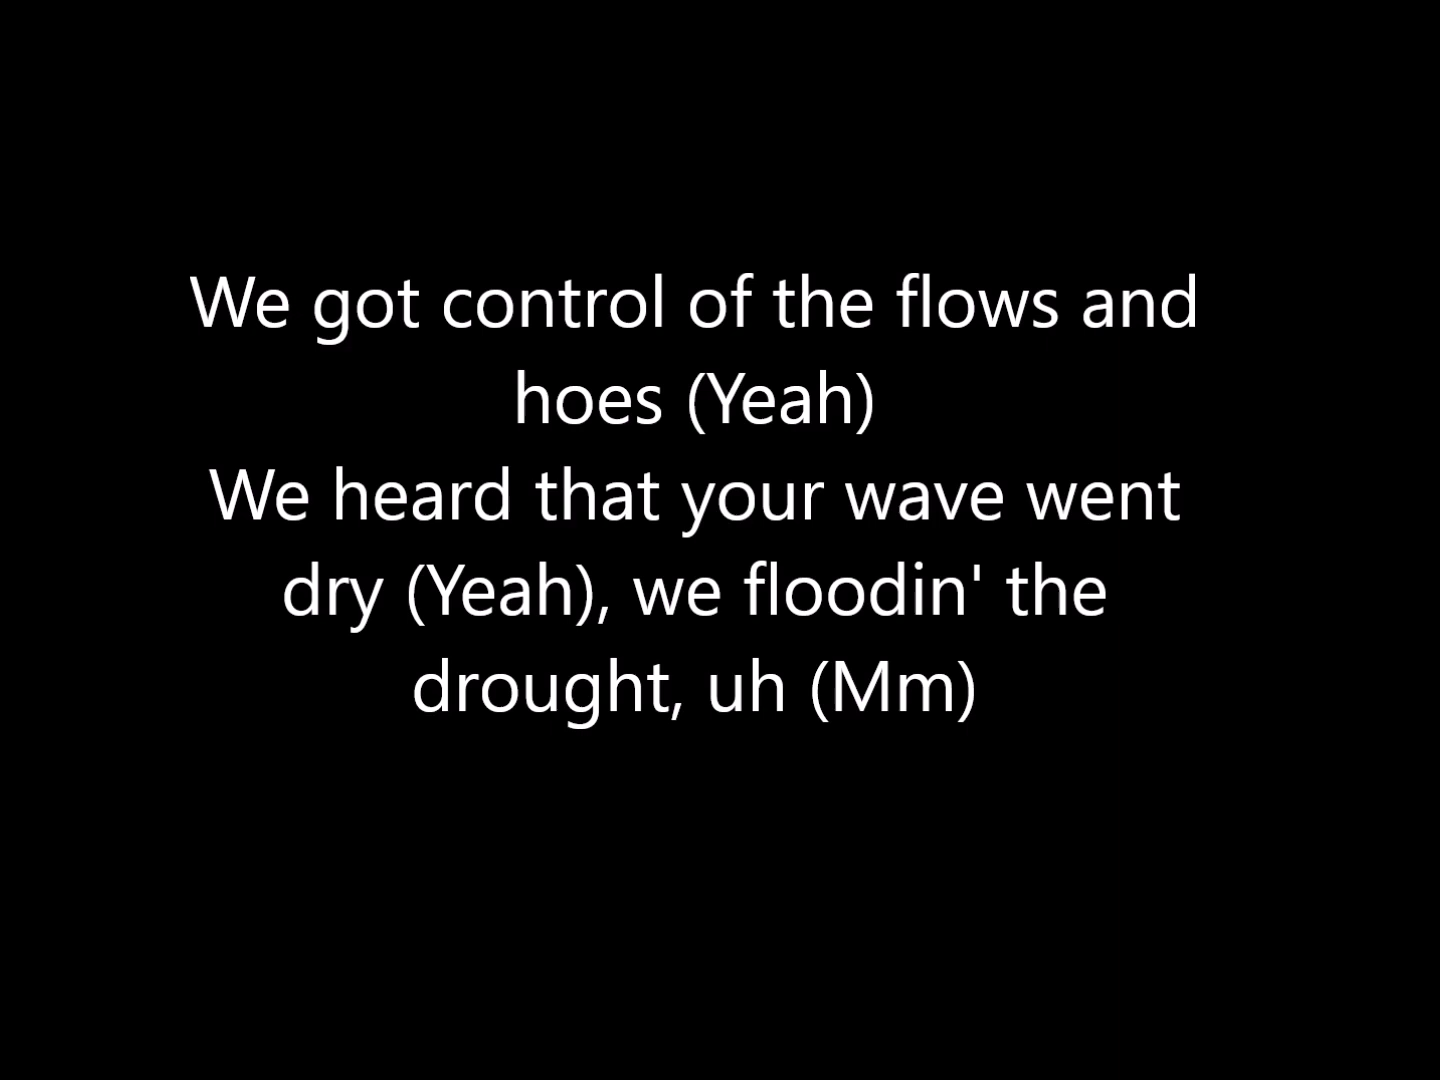 We got control of the flows and
hoes (Yeah)
We heard that your wave went
dry (Yeah), we floodin' the
drought, uh (Mm)